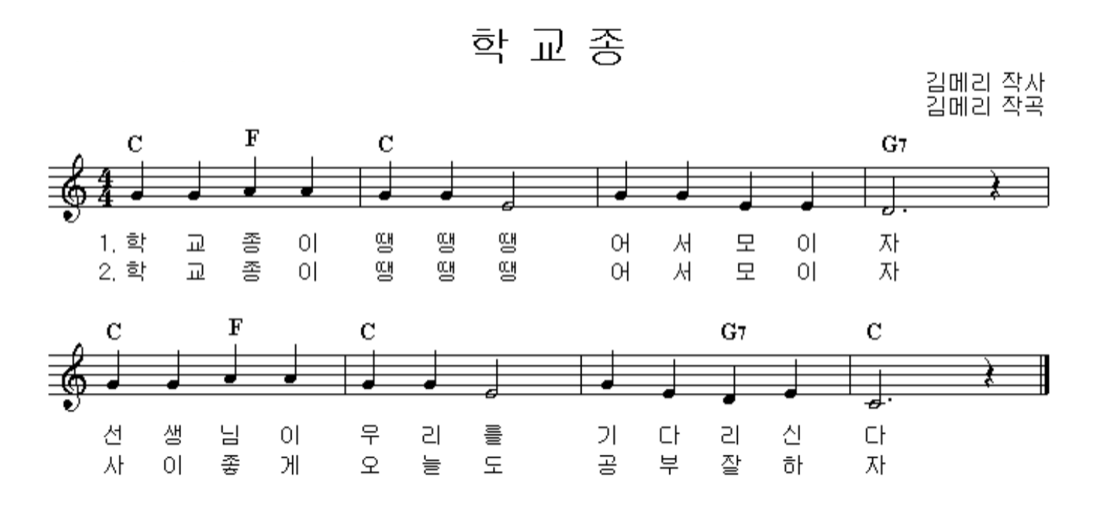 학 교 종
김메리 작사
김메리 작곡
C F C G7
4
4
1. 학 교 종 이 땡 땡 땡 어 서 모 이 자
2. 학 교 종 이 땡 땡 땡 어 서 모 이 자
C F C G7 C
선 생 님 이 우 리 를 기 다 리 신 다
사 이 좋 게 오 늘 도 공 부 잘 하 자